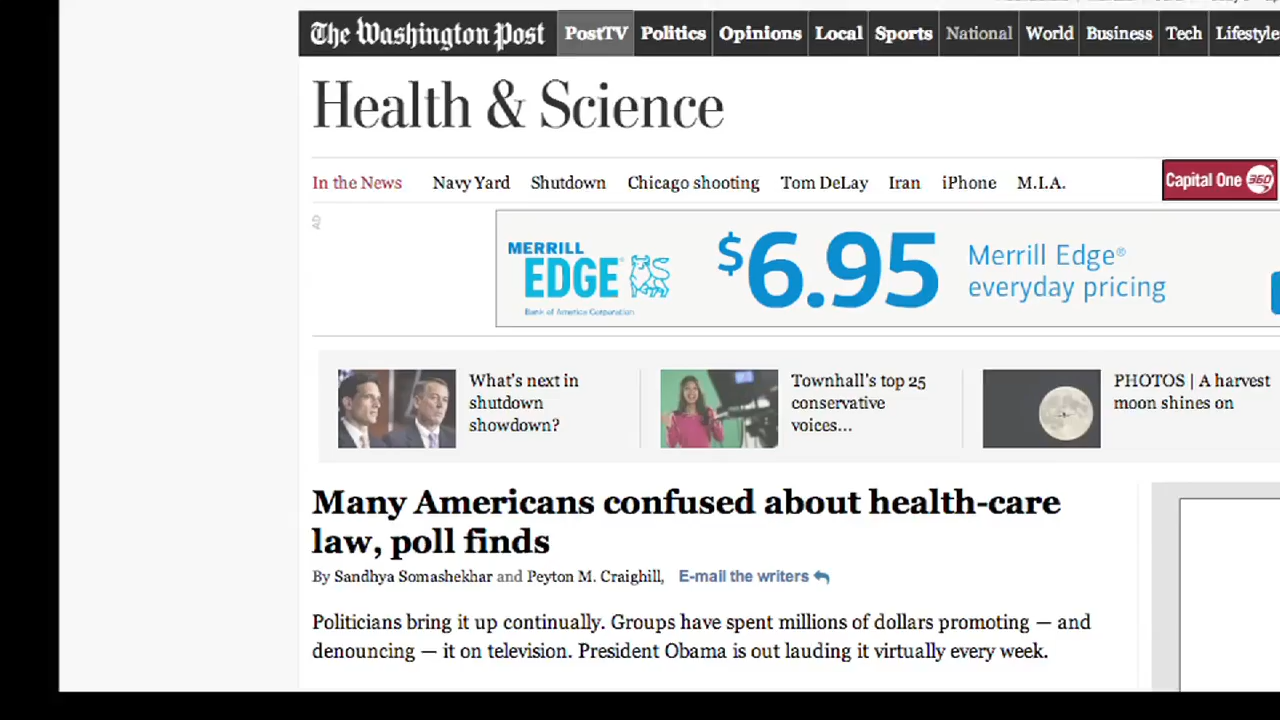 The Washington Post PostTV Politics Opinions Local Sports National World Business Tech Lifestyle
Health & Science
In the News Navy Yard Shutdown Chicago shooting Tom DeLay Iran iPhone M.I.A.
Capital One 360
AD
MERRILL
EDGE
Bank of America Corporation
$6.95
Merrill Edge®
everyday pricing
What's next in
shutdown
showdown?
Townhall's top 25
conservative
voices...
PHOTOS | A harvest
moon shines on
Many Americans confused about health-care
law, poll finds
By Sandhya Somashekhar and Peyton M. Craighill, E-mail the writers
Politicians bring it up continually. Groups have spent millions of dollars promoting — and
denouncing — it on television. President Obama is out lauding it virtually every week.